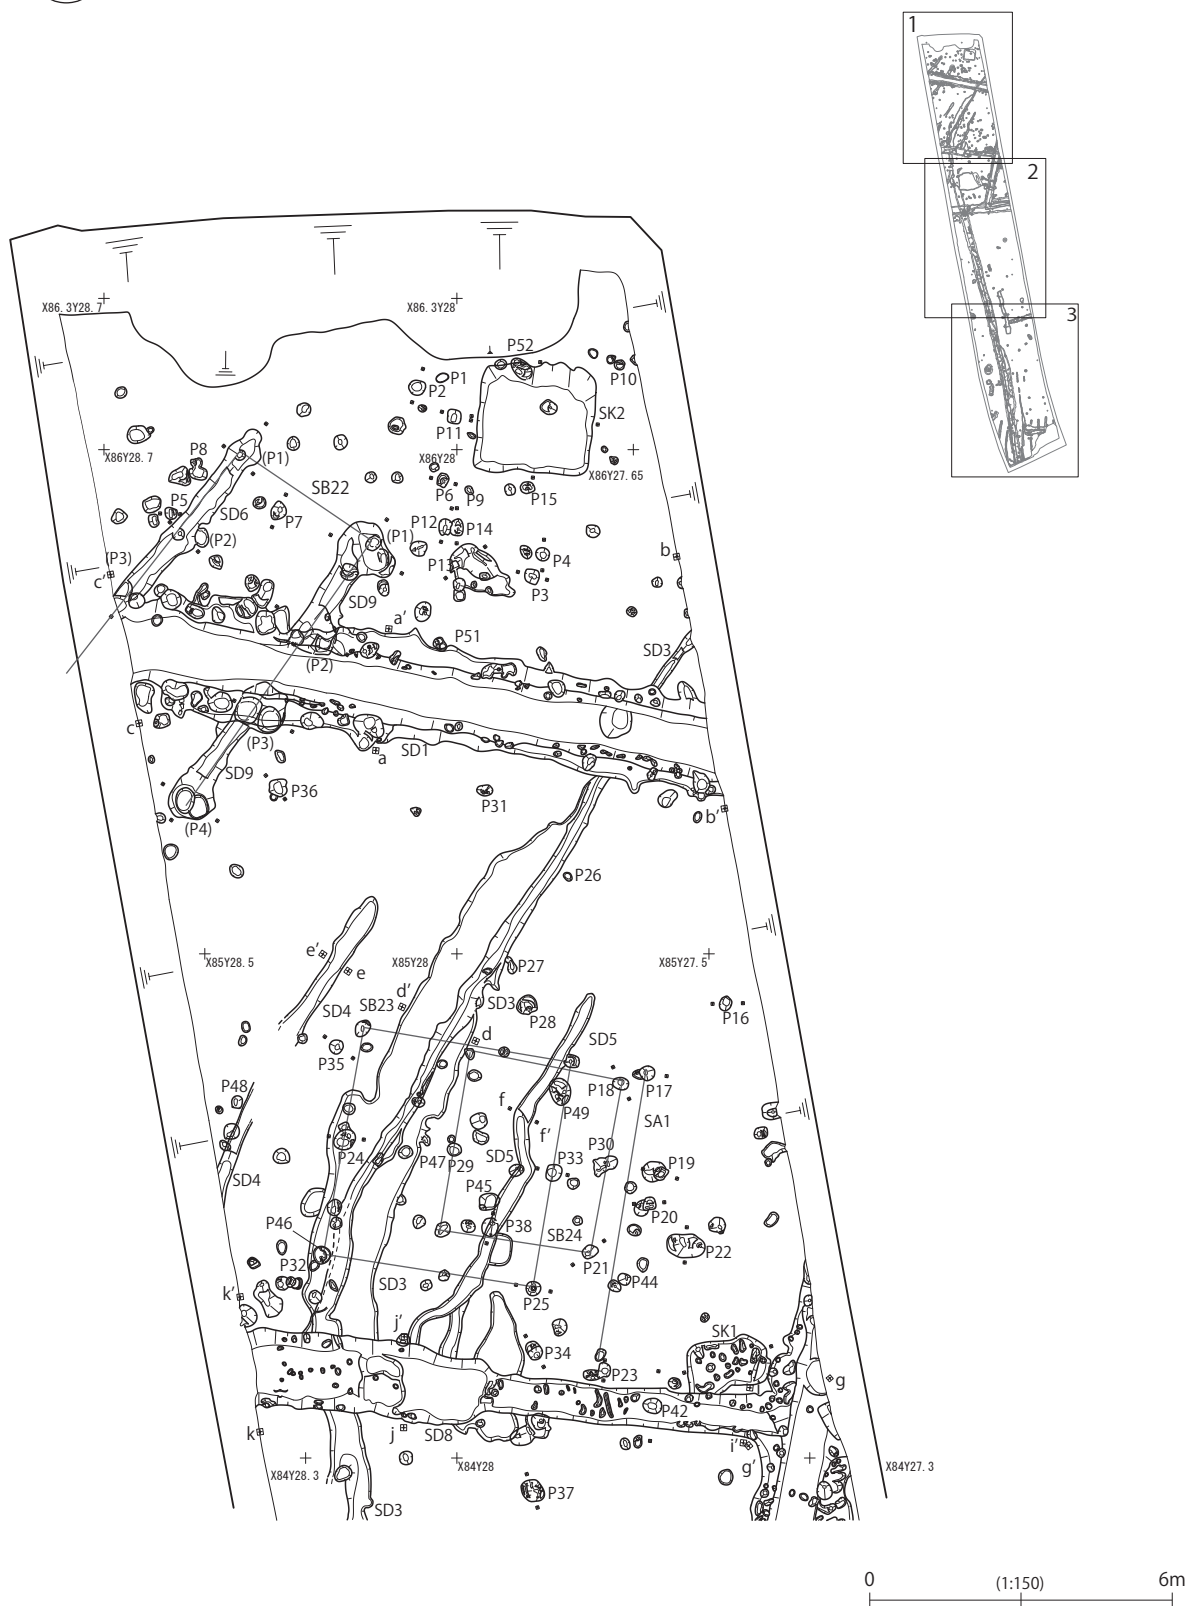 1
2
3
X86. 3Y28. 7
X86. 3Y28
P52
P1
P2
P10
SK2
P11
X86Y28. 7
P8
(P1)
X86Y28
X86Y27. 65
SB22
P6
P9
P15
P5
SD6
P7
(P2)
P12
P14
(P1)
b
(P3)
c'
P13
P4
P3
SD9
a'
P51
(P2)
SD3
c
(P3)
a
SD1
SD9
P36
P31
b'
(P4)
P26
e'
X85Y28. 5
X85Y28
X85Y27. 5
e
P27
SD4
SB23
d'
SD3
P28
P16
d
SD5
P35
P48
P18
P17
f
P49
SA1
f'
P24
P47
P29
SD5
P33
P30
P19
SD4
P45
P20
P46
P38
SB24
P22
P32
P21
P44
SD3
k'
P25
j'
SK1
P34
P23
g
P42
k
j
SD8
i'
g'
X84Y28. 3
X84Y28
X84Y27. 3
P37
SD3
0
(1:150)
6m